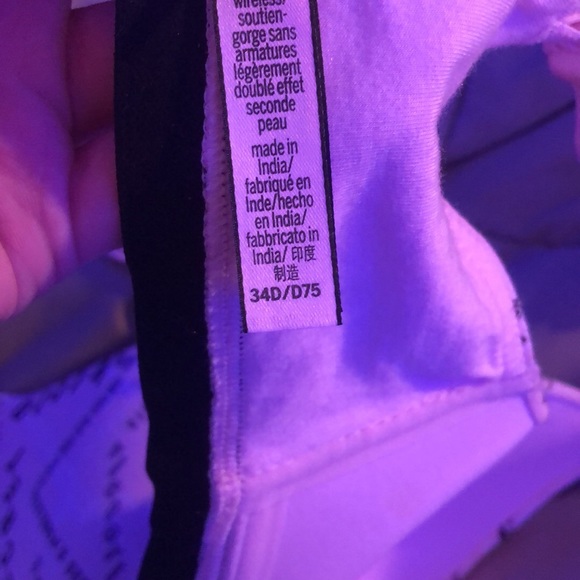 wireless/
soutien-
gorge sans
armatures
légèrement
doublé effet
seconde
peau
made in
India/
fabriqué en
Inde/hecho
en India/
fabbricato in
India/ 印度
制造
34D/D75